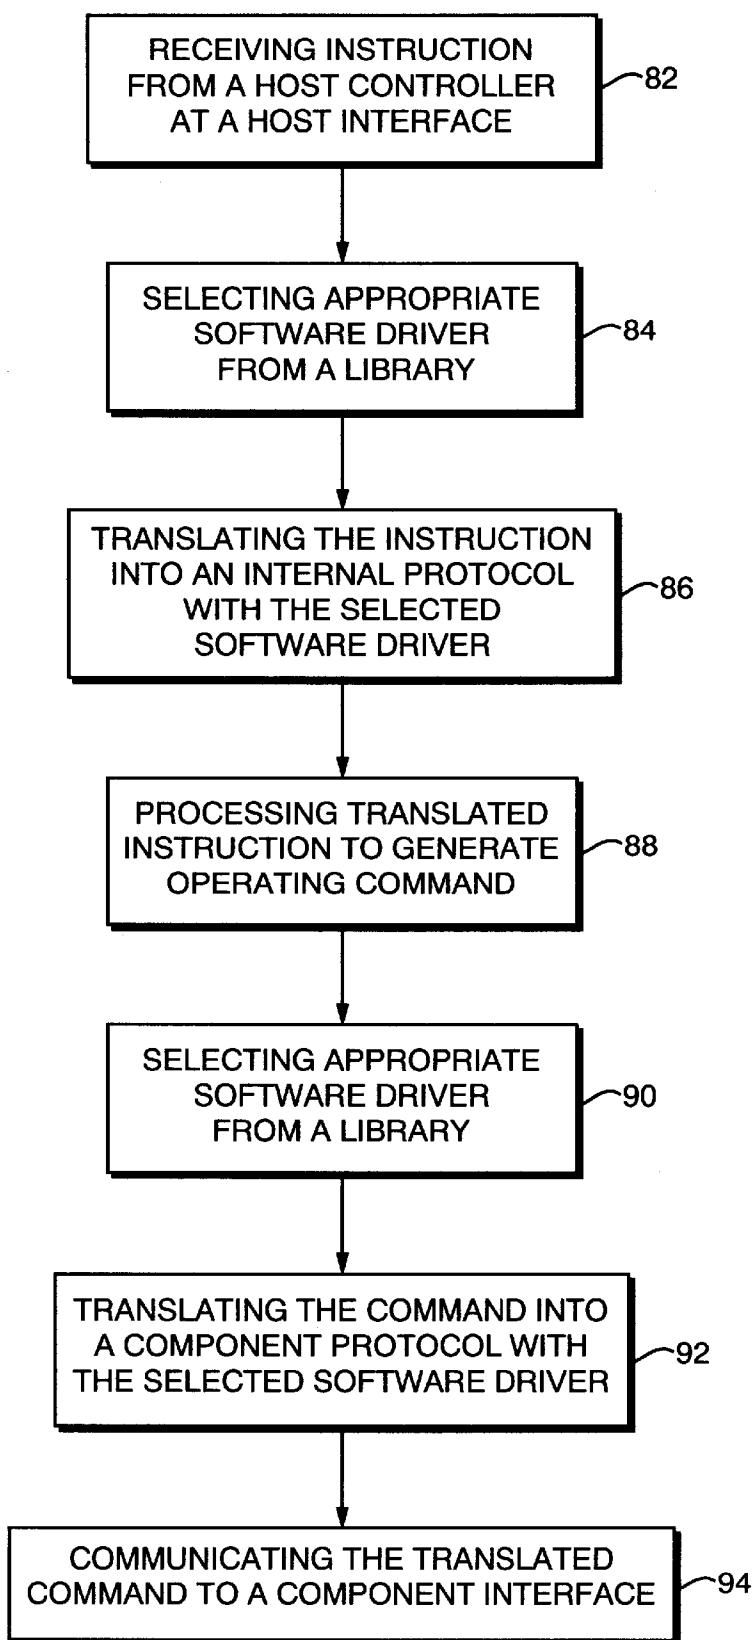 RECEIVING INSTRUCTION
FROM A HOST CONTROLLER
AT A HOST INTERFACE
82
SELECTING APPROPRIATE
SOFTWARE DRIVER
FROM A LIBRARY
84
TRANSLATING THE INSTRUCTION
INTO AN INTERNAL PROTOCOL
WITH THE SELECTED
SOFTWARE DRIVER
86
PROCESSING TRANSLATED
INSTRUCTION TO GENERATE
OPERATING COMMAND
88
SELECTING APPROPRIATE
SOFTWARE DRIVER
FROM A LIBRARY
90
TRANSLATING THE COMMAND INTO
A COMPONENT PROTOCOL WITH
THE SELECTED SOFTWARE DRIVER
92
COMMUNICATING THE TRANSLATED
COMMAND TO A COMPONENT INTERFACE
94